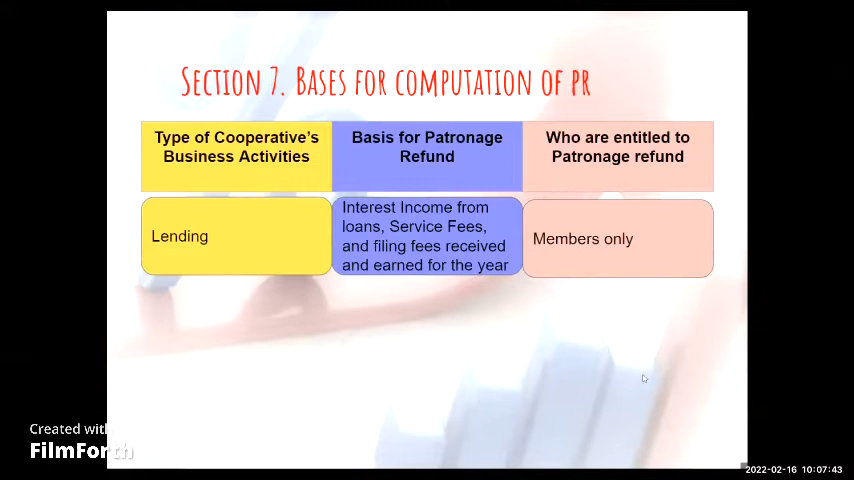 Section 7. Bases for computation of PR
Type of Cooperative's
Business Activities
Basis for Patronage
Refund
Who are entitled to
Patronage refund
Lending
Interest Income from
loans, Service Fees,
and filing fees received
and earned for the year
Members only
Created with
FilmForth
2022-02-16 10:07:43